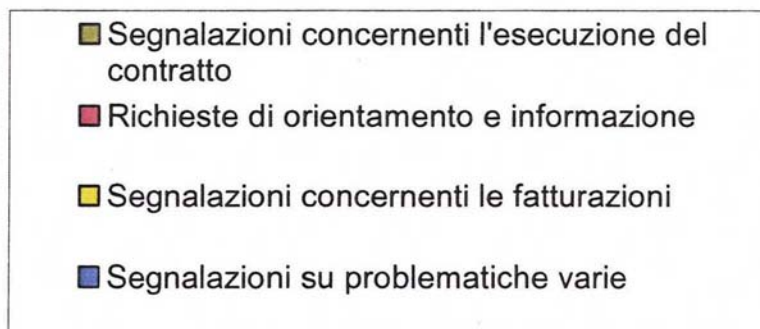 Segnalazioni concernenti l'esecuzione del
contratto
Richieste di orientamento e informazione
Segnalazioni concernenti le fatturazioni
Segnalazioni su problematiche varie